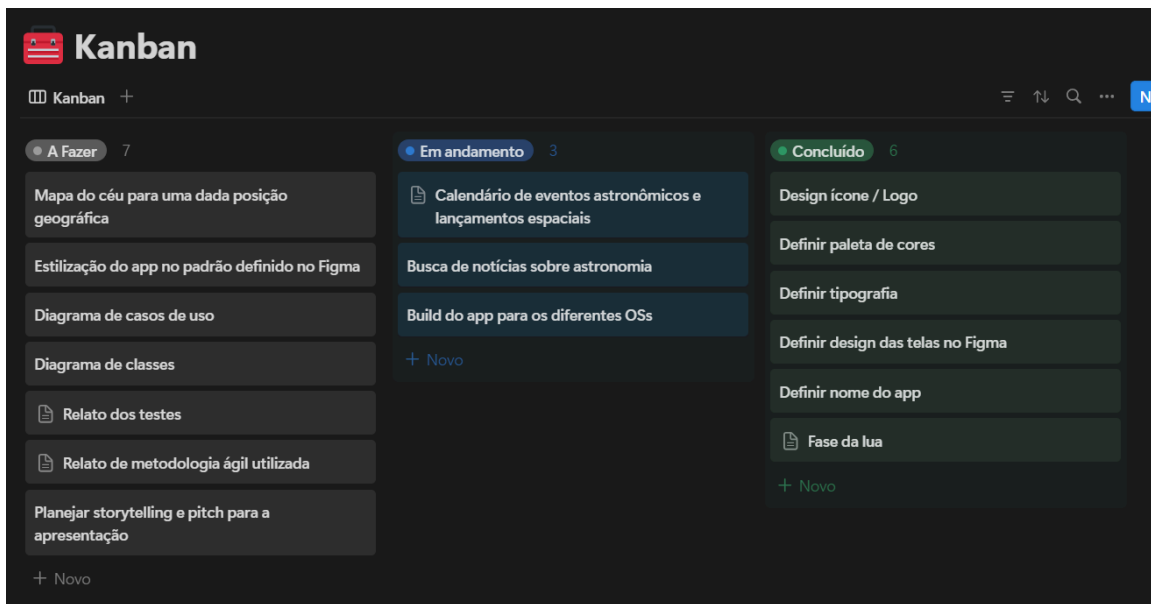 Kanban
Kanban
N
A Fazer 7
Mapa do céu para uma dada posição
geográfica
Estilização do app no padrão definido no Figma
Diagrama de casos de uso
Diagrama de classes
Relato dos testes
Relato de metodologia ágil utilizada
Planejar storytelling e pitch para a
apresentação
+ Novo
Em andamento 3
Calendário de eventos astronômicos e
lançamentos espaciais
Busca de notícias sobre astronomia
Build do app para os diferentes OSs
+ Novo
Concluído 6
Design ícone / Logo
Definir paleta de cores
Definir tipografia
Definir design das telas no Figma
Definir nome do app
Fase da lua
+ Novo